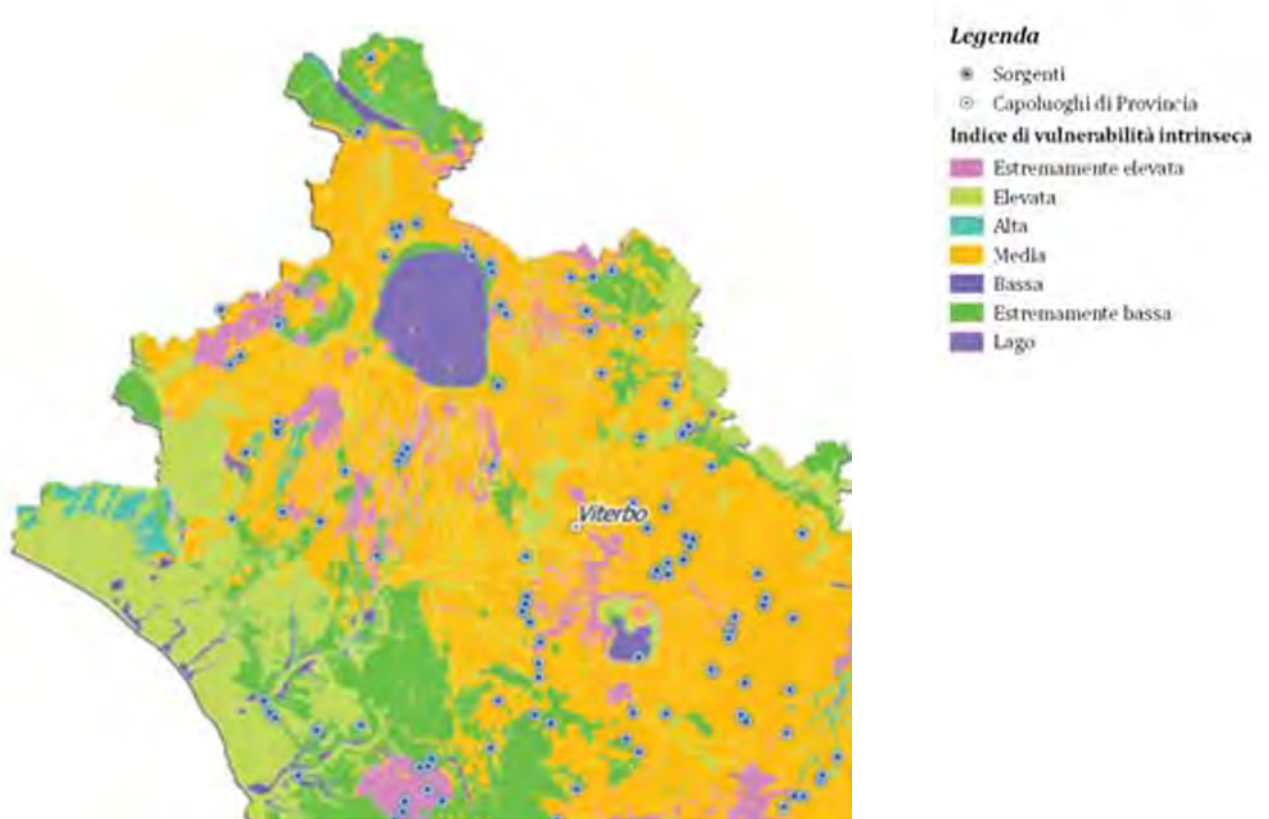 Viterbo
Legenda
Sorgenti
Capoluoghi di Provincia
Indice di vulnerabilità intrinseca
Estremamente elevata
Elevata
Alta
Media
Bassa
Estremamente bassa
Lago